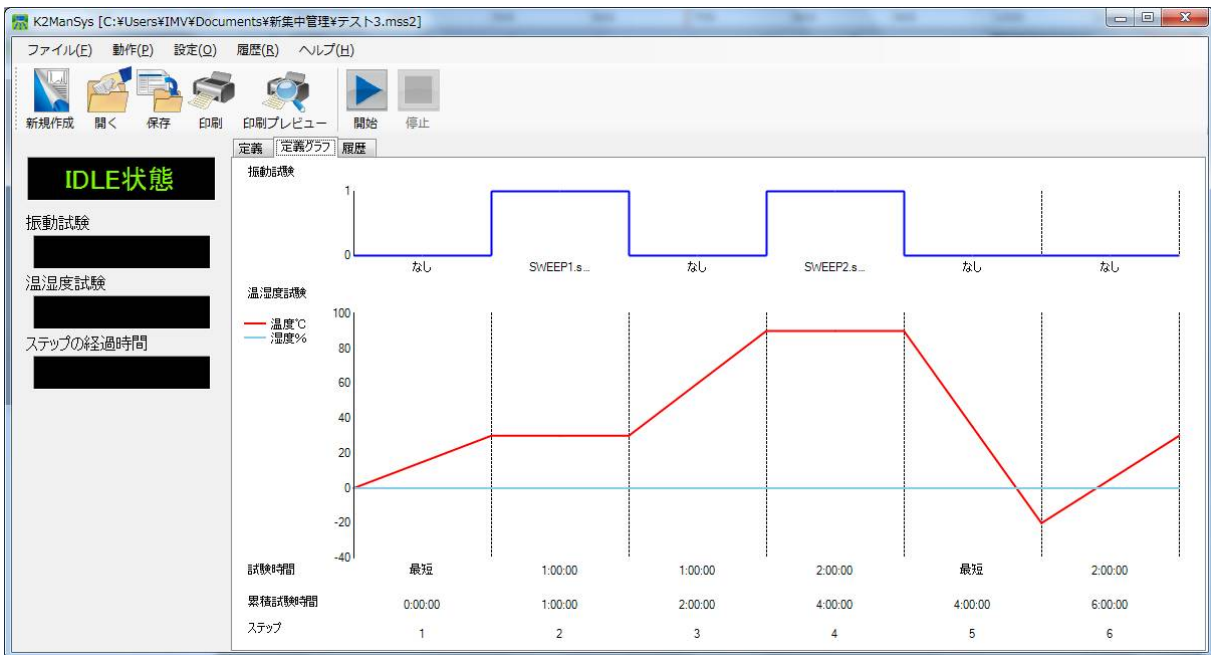 K2ManSys [C:¥Users¥IMV¥Documents¥新集中管理¥テスト3.mss2]
ファイル(F) 動作(P) 設定(O) 履歴(R) ヘルプ(H)
新規作成 開く 保存 印刷 印刷プレビュー 開始 停止
定義 定義グラフ 履歴
IDLE状態
振動試験
温湿度試験
ステップの経過時間
振動試験
1
0
なし SWEEP1.s... なし SWEEP2.s... なし なし
温湿度試験
温度℃
湿度%
100
80
60
40
20
0
-20
-40
試験時間 最短 1:00:00 1:00:00 2:00:00 最短 2:00:00
累積試験時間 0:00:00 1:00:00 2:00:00 4:00:00 4:00:00 6:00:00
ステップ 1 2 3 4 5 6